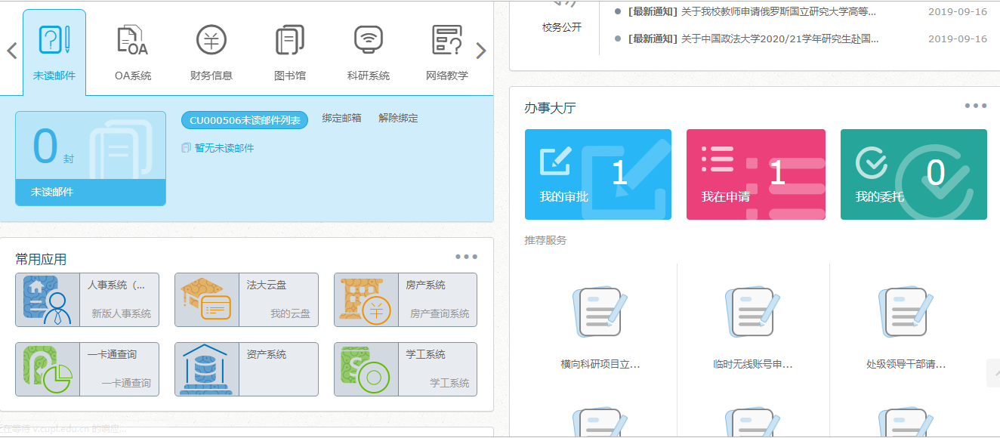 校务公开
[最新通知] 关于我校教师申请俄罗斯国立研究大学高等... 2019-09-16
[最新通知] 关于中国政法大学2020/21学年研究生赴国... 2019-09-16
未读邮件
OA系统
财务信息
图书馆
科研系统
网络教学
0 封
未读邮件
CU000506未读邮件列表 绑定邮箱 解除绑定
暂无未读邮件
常用应用
人事系统（...
新版人事系统
法大云盘
我的云盘
房产系统
房产查询系统
一卡通查询
一卡通查询
资产系统
学工系统
学工系统
正在等待 v.cupl.edu.cn 的响应...
办事大厅
1
我的审批
1
我在申请
0
我的委托
推荐服务
横向科研项目立...
临时无线账号申...
处级领导干部请...